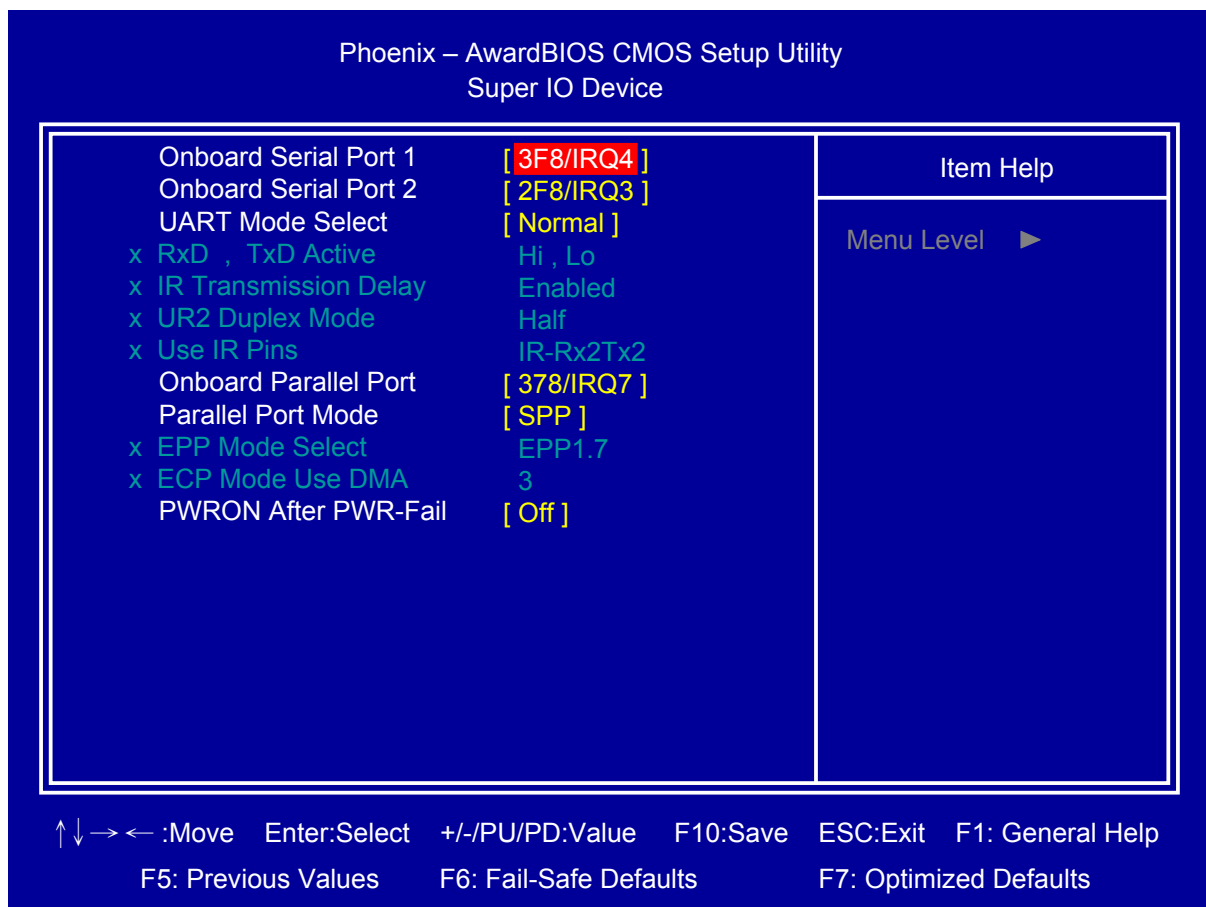 Phoenix – AwardBIOS CMOS Setup Utility
Super IO Device
Onboard Serial Port 1 [ 3F8/IRQ4 ]
Onboard Serial Port 2 [ 2F8/IRQ3 ]
UART Mode Select [ Normal ]
x RxD , TxD Active Hi , Lo
x IR Transmission Delay Enabled
x UR2 Duplex Mode Half
x Use IR Pins IR-Rx2Tx2
Onboard Parallel Port [ 378/IRQ7 ]
Parallel Port Mode [ SPP ]
x EPP Mode Select EPP1.7
x ECP Mode Use DMA 3
PWRON After PWR-Fail [ Off ]
Item Help
Menu Level ►
↑↓→← :Move Enter:Select +/-/PU/PD:Value F10:Save ESC:Exit F1: General Help
F5: Previous Values F6: Fail-Safe Defaults F7: Optimized Defaults